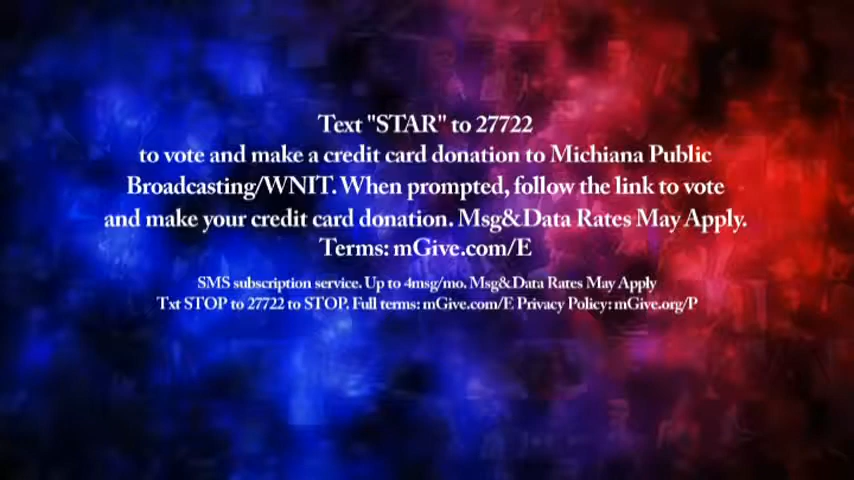 Text "STAR" to 27722
to vote and make a credit card donation to Michiana Public
Broadcasting/WNIT. When prompted, follow the link to vote
and make your credit card donation. Msg&Data Rates May Apply.
Terms: mGive.com/E
SMS subscription service. Up to 4msg/mo. Msg&Data Rates May Apply
Txt STOP to 27722 to STOP. Full terms: mGive.com/E Privacy Policy: mGive.org/P